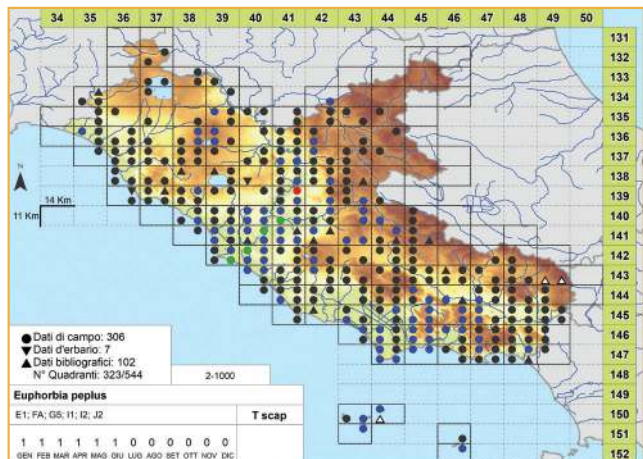 34 35 36 37 38 39 40 41 42 43 44 45 46 47 48 49 50
131
132
133
134
135
136
137
138
139
140
141
142
143
144
145
146
147
148
149
150
151
152
N
14 Km
11 Km
Dati di campo: 306
Dati d'erbario: 7
Dati bibliografici: 102
N° Quadranti: 323/544
2-1000
Euphorbia peplus
E1; FA; G5; I1; I2; J2
T scap
1 1 1 1 1 1 0 0 0 0 0 0
GEN FEB MAR APR MAG GIU LUG AGO SET OTT NOV DIC